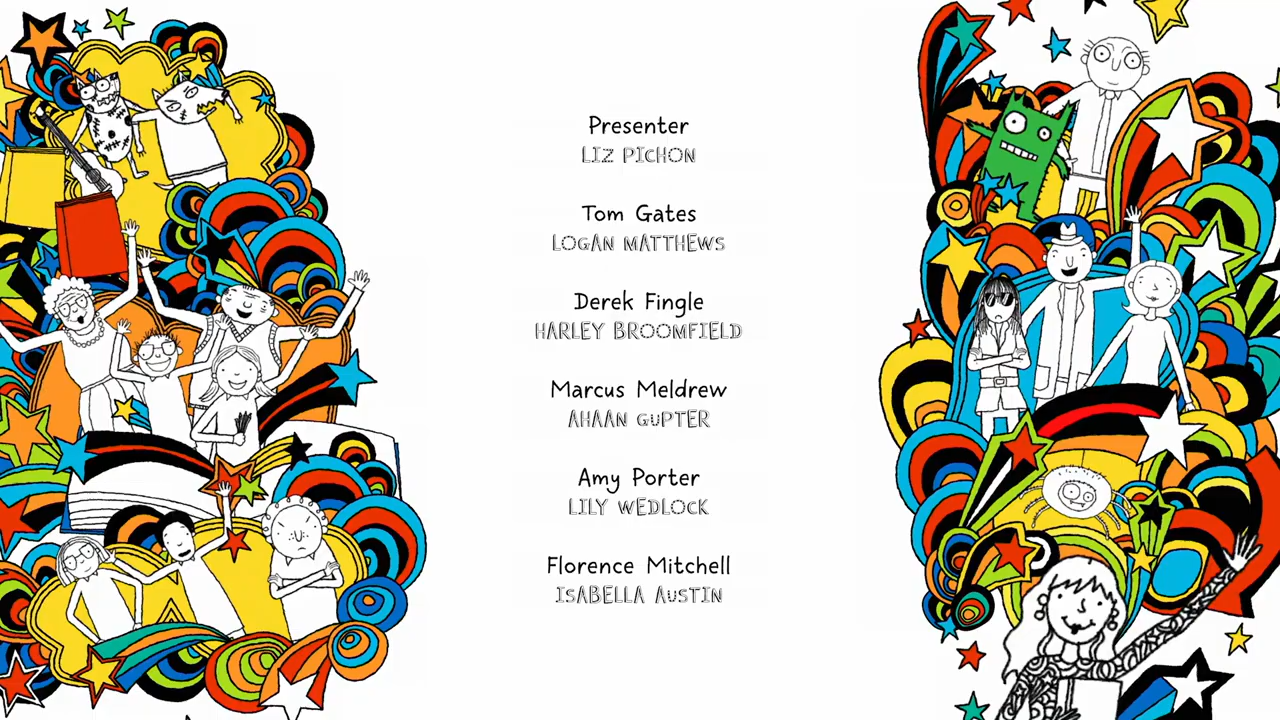 Presenter
LIZ PICHON
Tom Gates
LOGAN MATTHEWS
Derek Fingle
HARLEY BROOMFIELD
Marcus Meldrew
AHAAN GUPTER
Amy Porter
LILY WEDLOCK
Florence Mitchell
ISABELLA AUSTIN